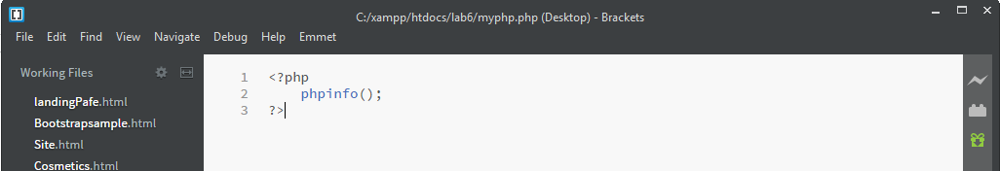 C:/xampp/htdocs/lab6/myphp.php (Desktop) - Brackets
File Edit Find View Navigate Debug Help Emmet
Working Files
landingPafe.html
Bootstrapsample.html
Site.html
Cosmetics.html
1 <?php
2 phpinfo();
3 ?>